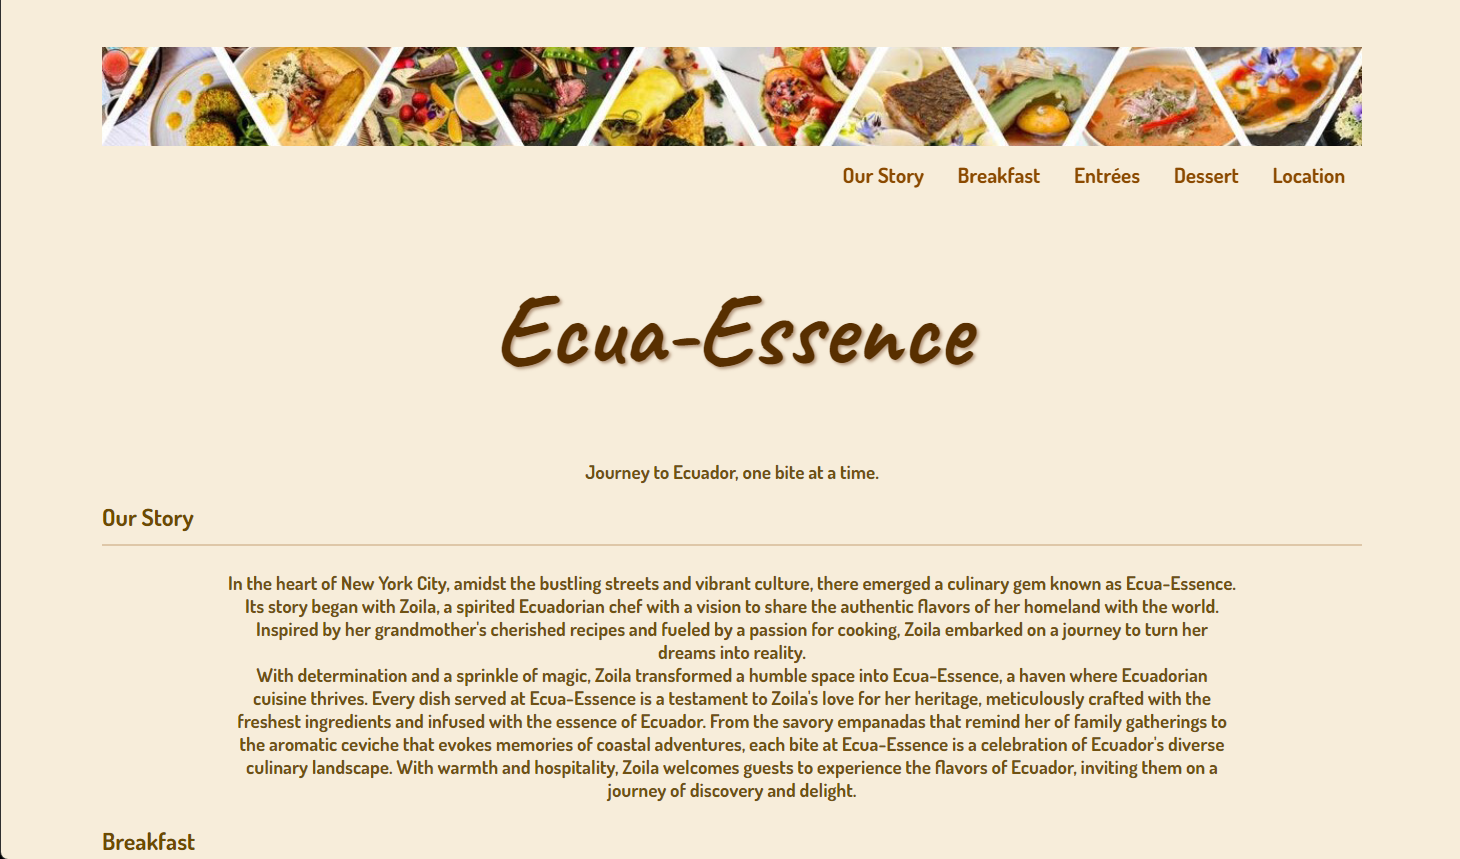 Our Story Breakfast Entrées Dessert Location
Ecua-Essence
Journey to Ecuador, one bite at a time.
Our Story
In the heart of New York City, amidst the bustling streets and vibrant culture, there emerged a culinary gem known as Ecua-Essence.
Its story began with Zoila, a spirited Ecuadorian chef with a vision to share the authentic flavors of her homeland with the world.
Inspired by her grandmother's cherished recipes and fueled by a passion for cooking, Zoila embarked on a journey to turn her
dreams into reality.
With determination and a sprinkle of magic, Zoila transformed a humble space into Ecua-Essence, a haven where Ecuadorian
cuisine thrives. Every dish served at Ecua-Essence is a testament to Zoila's love for her heritage, meticulously crafted with the
freshest ingredients and infused with the essence of Ecuador. From the savory empanadas that remind her of family gatherings to
the aromatic ceviche that evokes memories of coastal adventures, each bite at Ecua-Essence is a celebration of Ecuador's diverse
culinary landscape. With warmth and hospitality, Zoila welcomes guests to experience the flavors of Ecuador, inviting them on a
journey of discovery and delight.
Breakfast